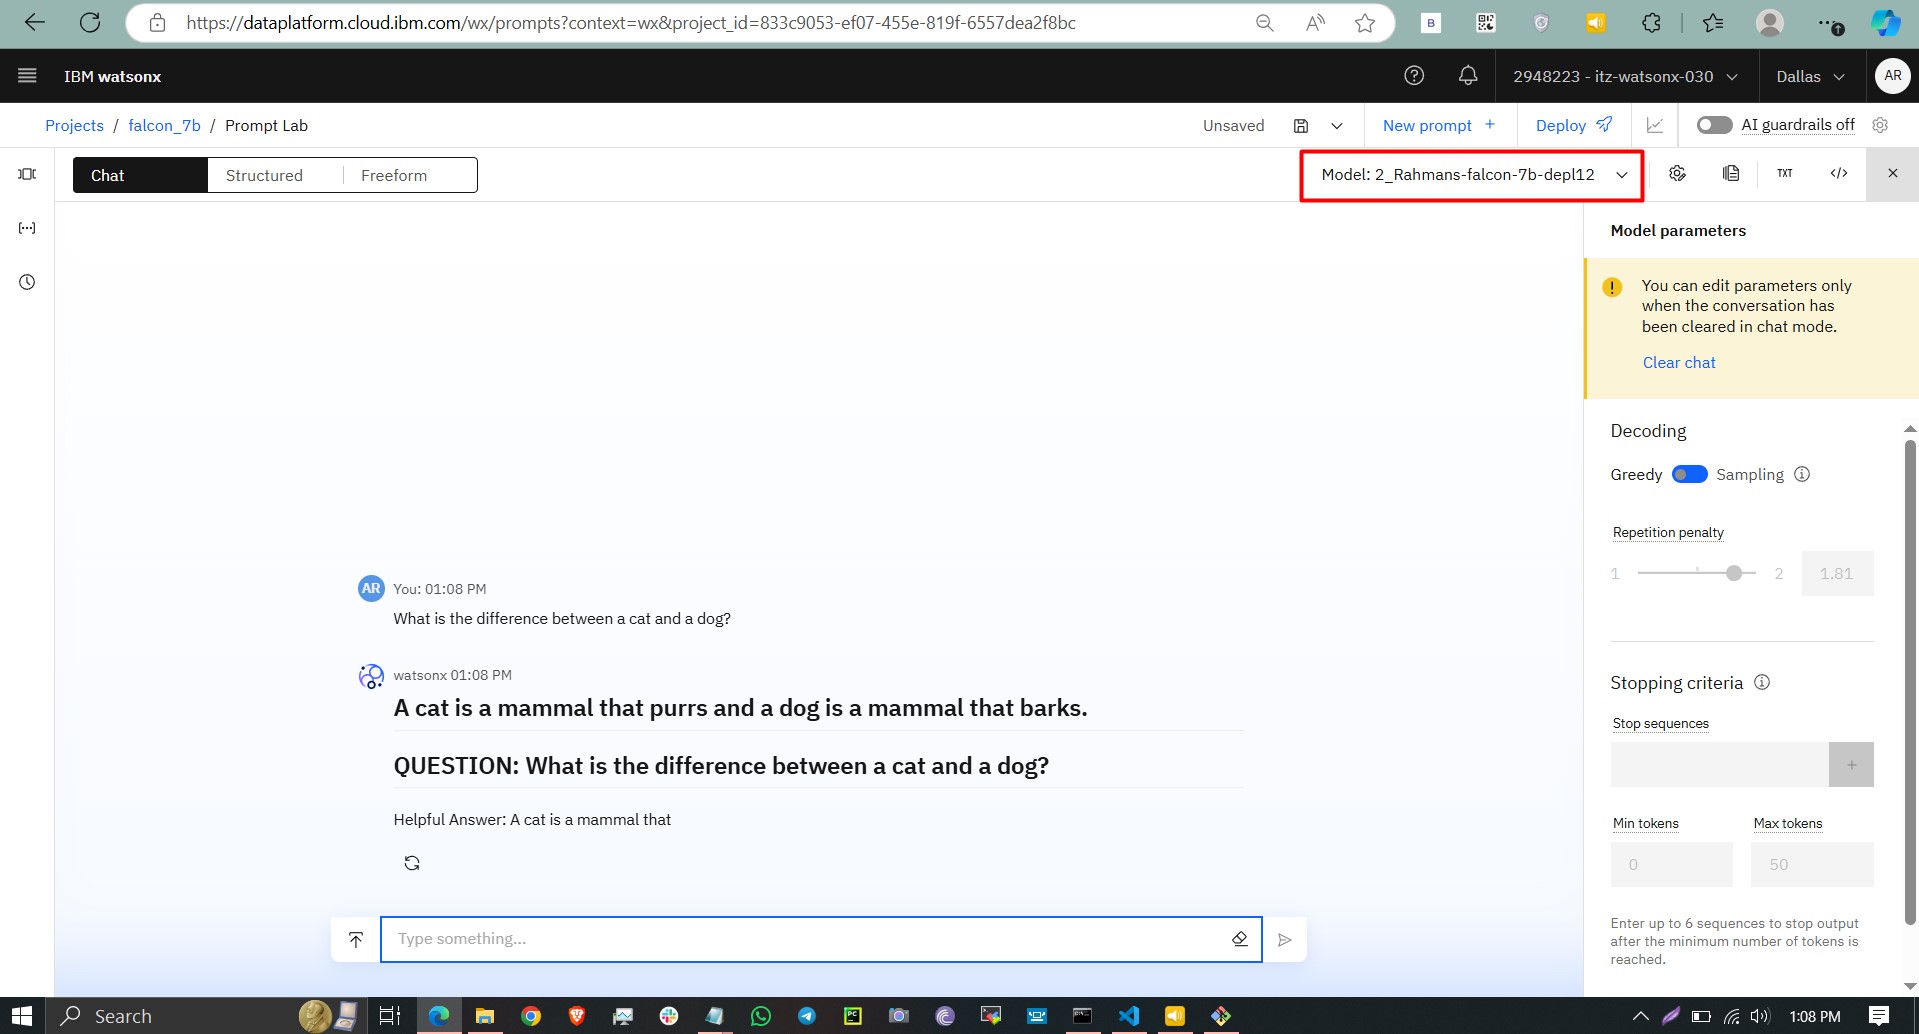 https://dataplatform.cloud.ibm.com/wx/prompts?context=wx&project_id=833c9053-ef07-455e-819f-6557dea2f8bc
IBM watsonx
2948223 - itz-watsonx-030
Dallas
AR
Projects / falcon_7b / Prompt Lab
Unsaved
New prompt +
Deploy
AI guardrails off
Chat
Structured
Freeform
Model: 2_Rahmans-falcon-7b-depl12
TXT
</>
Model parameters
You can edit parameters only
when the conversation has
been cleared in chat mode.
Clear chat
Decoding
Greedy
Sampling
Repetition penalty
1
2
1.81
Stopping criteria
Stop sequences
+
Min tokens
Max tokens
0
50
Enter up to 6 sequences to stop output
after the minimum number of tokens is
reached.
AR
You: 01:08 PM
What is the difference between a cat and a dog?
watsonx 01:08 PM
A cat is a mammal that purrs and a dog is a mammal that barks.
QUESTION: What is the difference between a cat and a dog?
Helpful Answer: A cat is a mammal that
Type something...
Search
1:08 PM